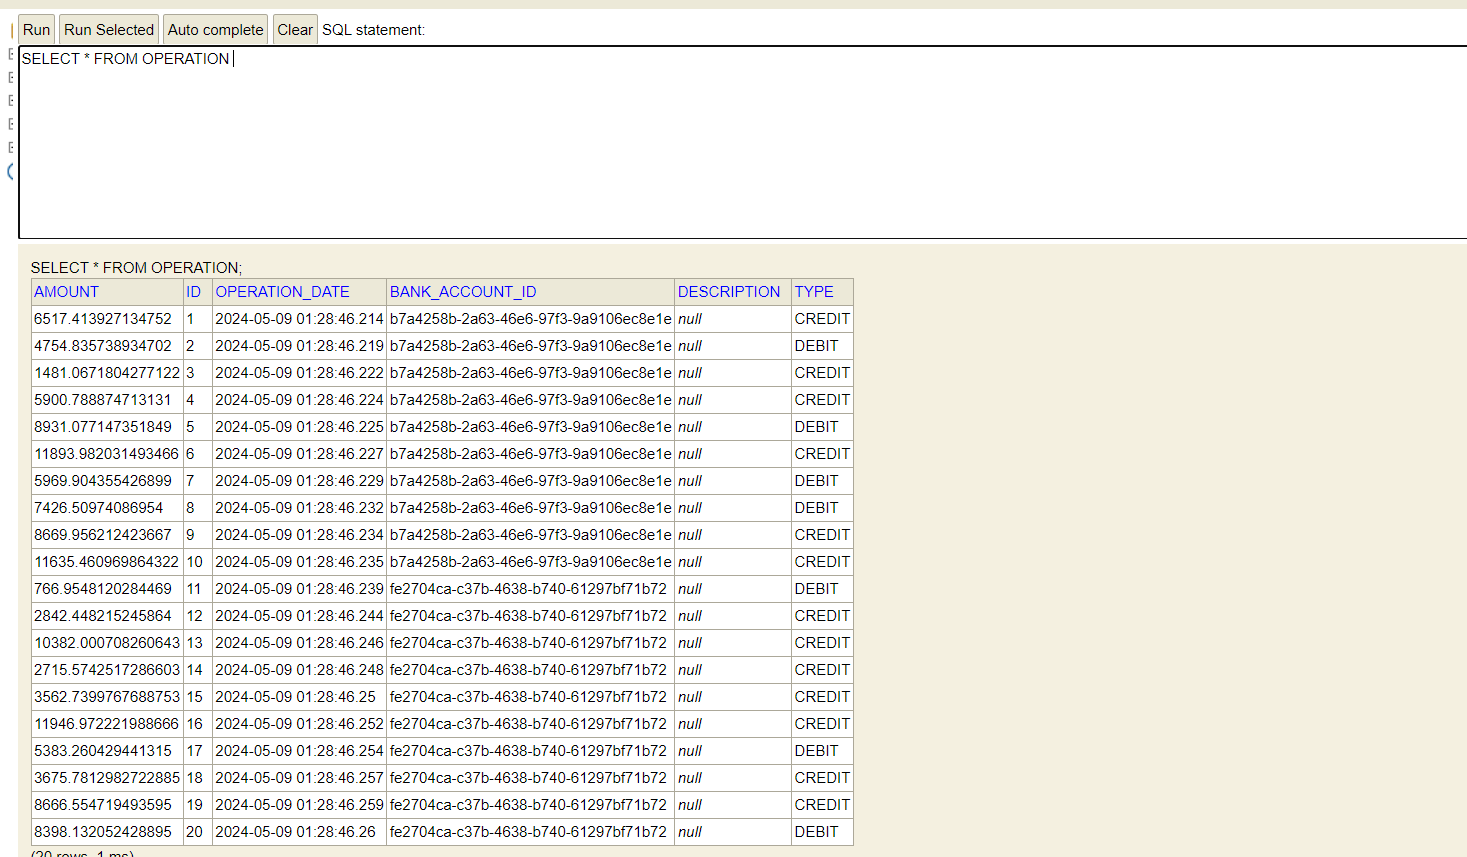 Run Run Selected Auto complete Clear SQL statement:
SELECT * FROM OPERATION
SELECT * FROM OPERATION;
AMOUNT ID OPERATION_DATE BANK_ACCOUNT_ID DESCRIPTION TYPE
6517.413927134752 1 2024-05-09 01:28:46.214 b7a4258b-2a63-46e6-97f3-9a9106ec8e1e null CREDIT
4754.835738934702 2 2024-05-09 01:28:46.219 b7a4258b-2a63-46e6-97f3-9a9106ec8e1e null DEBIT
1481.0671804277122 3 2024-05-09 01:28:46.222 b7a4258b-2a63-46e6-97f3-9a9106ec8e1e null CREDIT
5900.788874713131 4 2024-05-09 01:28:46.224 b7a4258b-2a63-46e6-97f3-9a9106ec8e1e null CREDIT
8931.077147351849 5 2024-05-09 01:28:46.225 b7a4258b-2a63-46e6-97f3-9a9106ec8e1e null DEBIT
11893.982031493466 6 2024-05-09 01:28:46.227 b7a4258b-2a63-46e6-97f3-9a9106ec8e1e null CREDIT
5969.904355426899 7 2024-05-09 01:28:46.229 b7a4258b-2a63-46e6-97f3-9a9106ec8e1e null DEBIT
7426.50974086954 8 2024-05-09 01:28:46.232 b7a4258b-2a63-46e6-97f3-9a9106ec8e1e null DEBIT
8669.956212423667 9 2024-05-09 01:28:46.234 b7a4258b-2a63-46e6-97f3-9a9106ec8e1e null CREDIT
11635.460969864322 10 2024-05-09 01:28:46.235 b7a4258b-2a63-46e6-97f3-9a9106ec8e1e null CREDIT
766.9548120284469 11 2024-05-09 01:28:46.239 fe2704ca-c37b-4638-b740-61297bf71b72 null DEBIT
2842.448215245864 12 2024-05-09 01:28:46.244 fe2704ca-c37b-4638-b740-61297bf71b72 null CREDIT
10382.000708260643 13 2024-05-09 01:28:46.246 fe2704ca-c37b-4638-b740-61297bf71b72 null CREDIT
2715.5742517286603 14 2024-05-09 01:28:46.248 fe2704ca-c37b-4638-b740-61297bf71b72 null CREDIT
3562.7399767688753 15 2024-05-09 01:28:46.25 fe2704ca-c37b-4638-b740-61297bf71b72 null CREDIT
11946.972221988666 16 2024-05-09 01:28:46.252 fe2704ca-c37b-4638-b740-61297bf71b72 null CREDIT
5383.260429441315 17 2024-05-09 01:28:46.254 fe2704ca-c37b-4638-b740-61297bf71b72 null DEBIT
3675.7812982722885 18 2024-05-09 01:28:46.257 fe2704ca-c37b-4638-b740-61297bf71b72 null CREDIT
8666.554719493595 19 2024-05-09 01:28:46.259 fe2704ca-c37b-4638-b740-61297bf71b72 null CREDIT
8398.132052428895 20 2024-05-09 01:28:46.26 fe2704ca-c37b-4638-b740-61297bf71b72 null DEBIT
(20 rows, 1 ms)